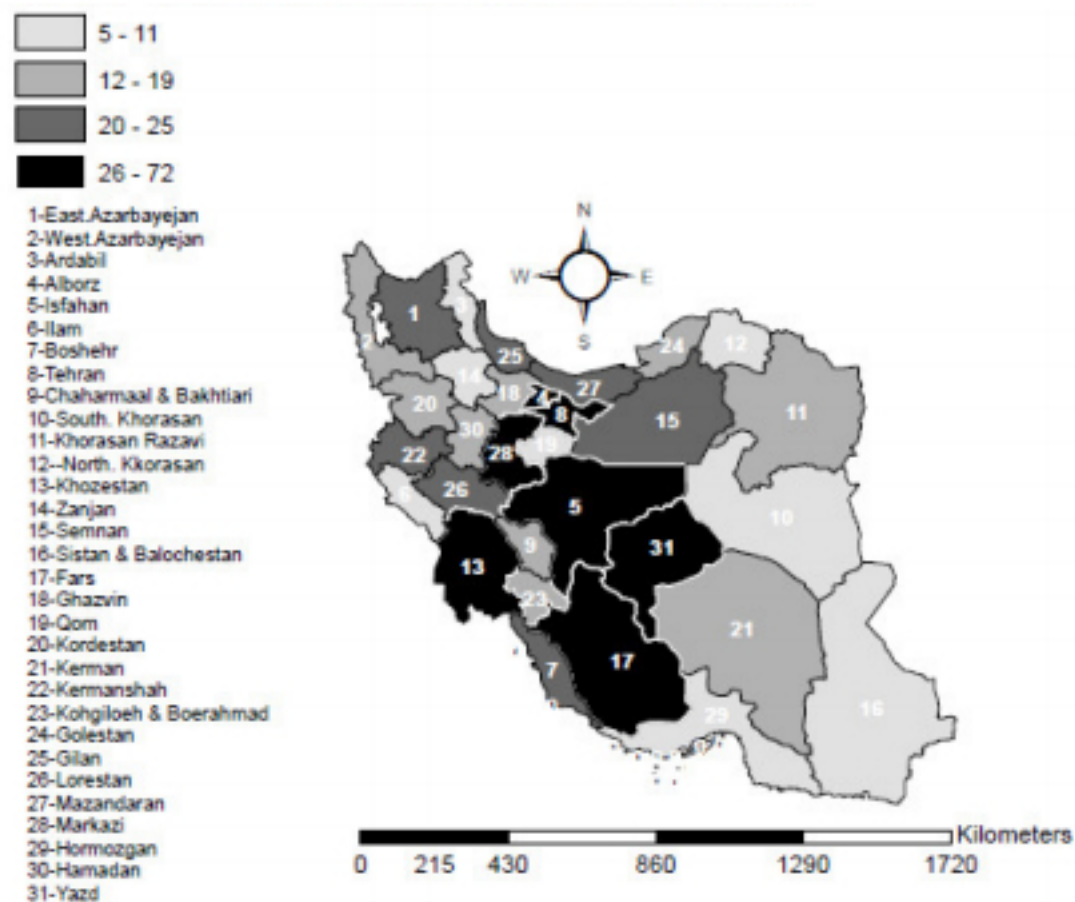 5 - 11
12 - 19
20 - 25
26 - 72
1-East.Azarbayejan
2-West.Azarbayejan
3-Ardabil
4-Alborz
5-Isfahan
6-Ilam
7-Boshehr
8-Tehran
9-Chaharmaal & Bakhtiari
10-South. Khorasan
11-Khorasan Razavi
12--North. Kkorasan
13-Khozestan
14-Zanjan
15-Semnan
16-Sistan & Balochestan
17-Fars
18-Ghazvin
19-Qom
20-Kordestan
21-Kerman
22-Kermanshah
23-Kohgiloeh & Boerahmad
24-Golestan
25-Gilan
26-Lorestan
27-Mazandaran
28-Markazi
29-Hormozgan
30-Hamadan
31-Yazd
N
W E
S
1
2
3
24
12
25
14
27
18
4
20
8
11
15
30
19
28
22
26
6
5
10
31
9
13
23
21
17
7
16
29
Kilometers
0 215 430 860 1290 1720